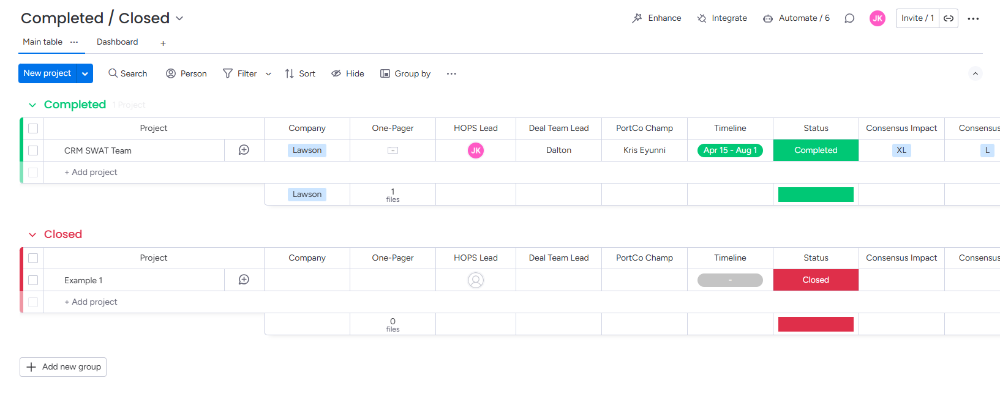 Completed / Closed
Enhance Integrate Automate / 6 JK Invite / 1
Main table Dashboard +
New project Search Person Filter Sort Hide Group by
Completed 1 Project
Project Company One-Pager HOPS Lead Deal Team Lead PortCo Champ Timeline Status Consensus Impact Consensus
CRM SWAT Team Lawson JK Dalton Kris Eyunni Apr 15 - Aug 1 Completed XL L
+ Add project
Lawson 1
files
Closed
Project Company One-Pager HOPS Lead Deal Team Lead PortCo Champ Timeline Status Consensus Impact Consensus
Example 1 - Closed
+ Add project
0
files
+ Add new group